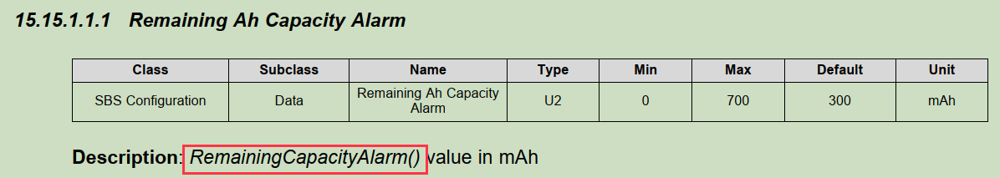 15.15.1.1.1 Remaining Ah Capacity Alarm
Class Subclass Name Type Min Max Default Unit
SBS Configuration Data Remaining Ah Capacity Alarm U2 0 700 300 mAh
Description: RemainingCapacityAlarm() value in mAh